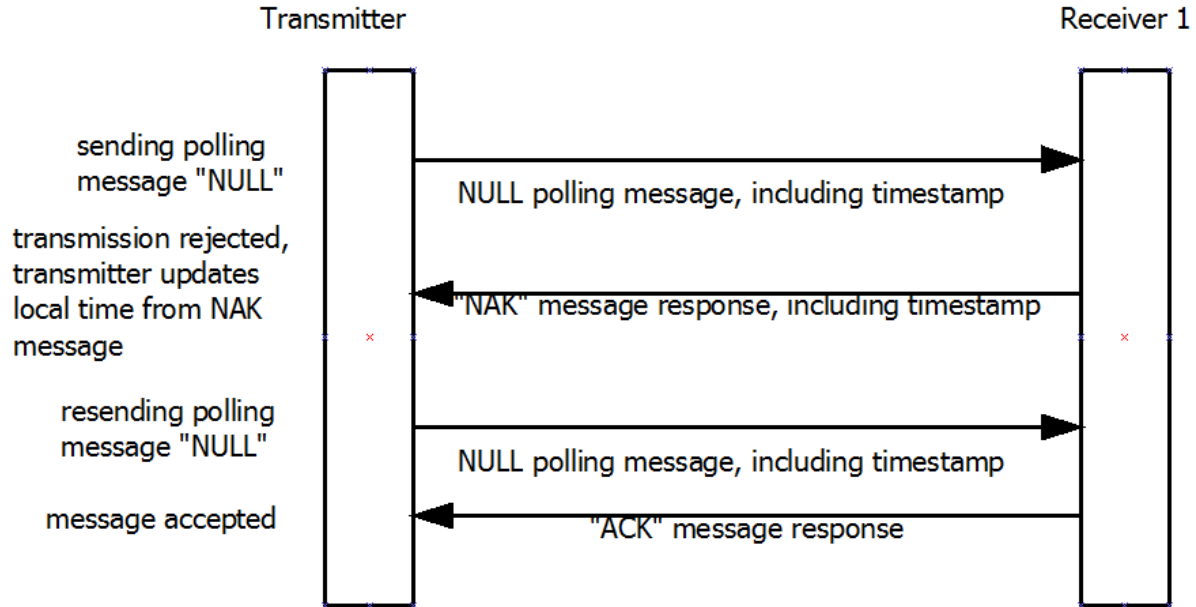 Transmitter
Receiver 1
sending polling
message "NULL"
NULL polling message, including timestamp
transmission rejected,
transmitter updates
local time from NAK
message
"NAK" message response, including timestamp
resending polling
message "NULL"
NULL polling message, including timestamp
message accepted
"ACK" message response